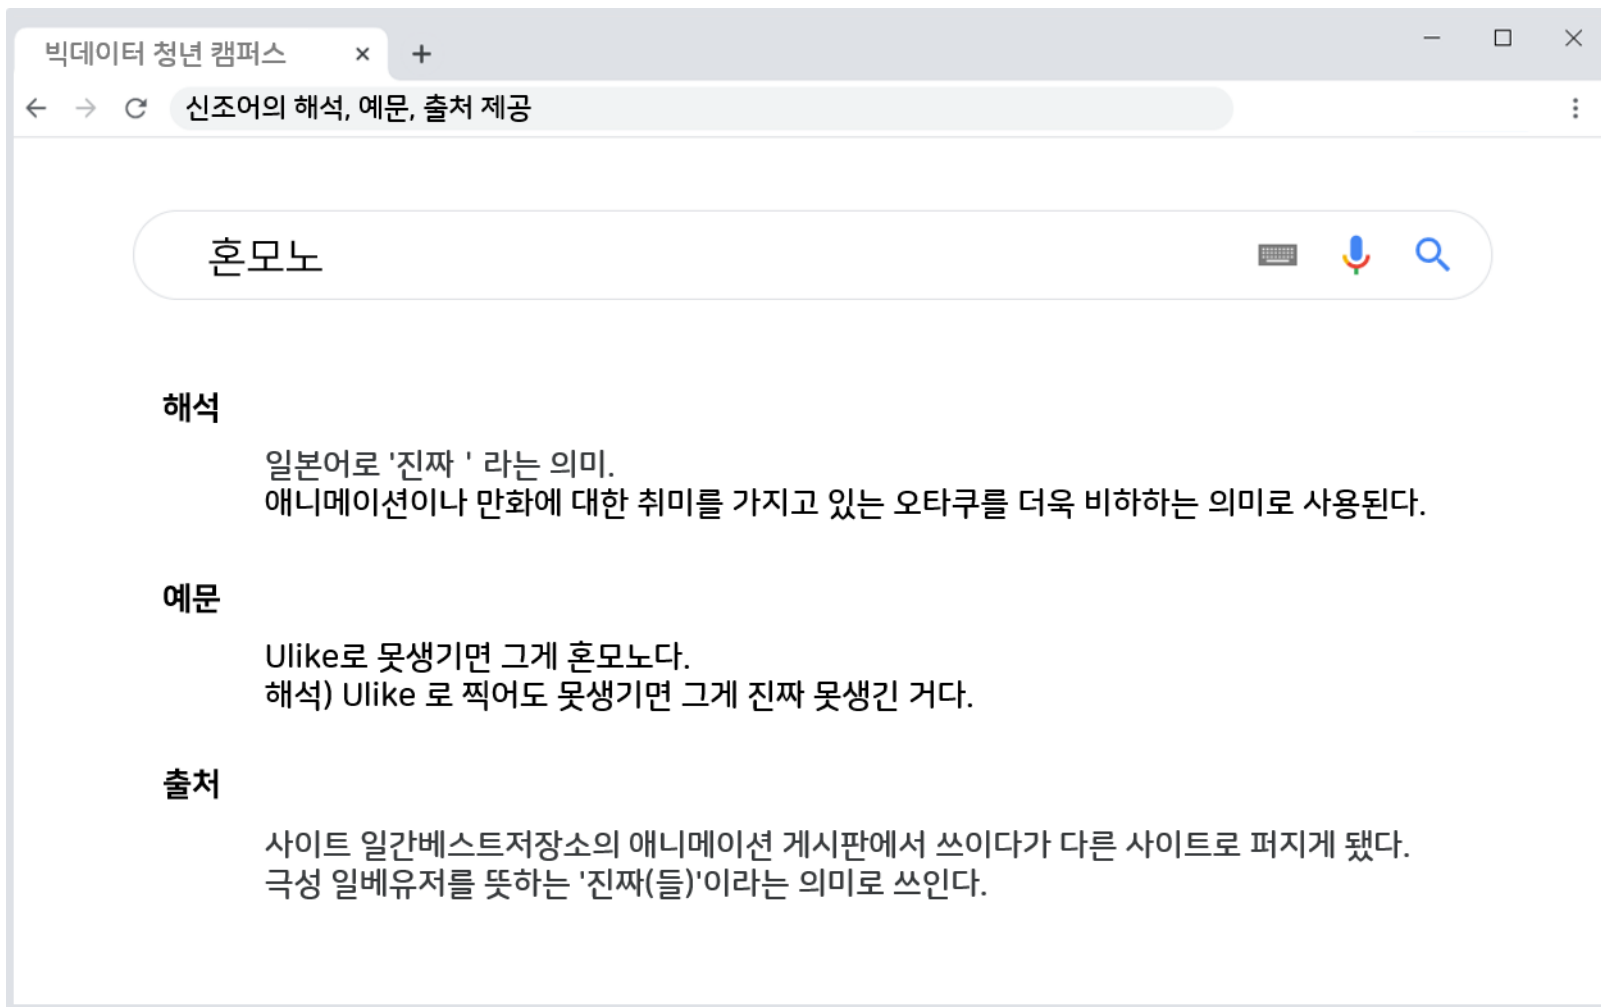 빅데이터 청년 캠퍼스
신조어의 해석, 예문, 출처 제공
혼모노
해석
일본어로 '진짜 ' 라는 의미.
애니메이션이나 만화에 대한 취미를 가지고 있는 오타쿠를 더욱 비하하는 의미로 사용된다.
예문
Ulike로 못생기면 그게 혼모노다.
해석) Ulike 로 찍어도 못생기면 그게 진짜 못생긴 거다.
출처
사이트 일간베스트저장소의 애니메이션 게시판에서 쓰이다가 다른 사이트로 퍼지게 됐다.
극성 일베유저를 뜻하는 '진짜(들)'이라는 의미로 쓰인다.